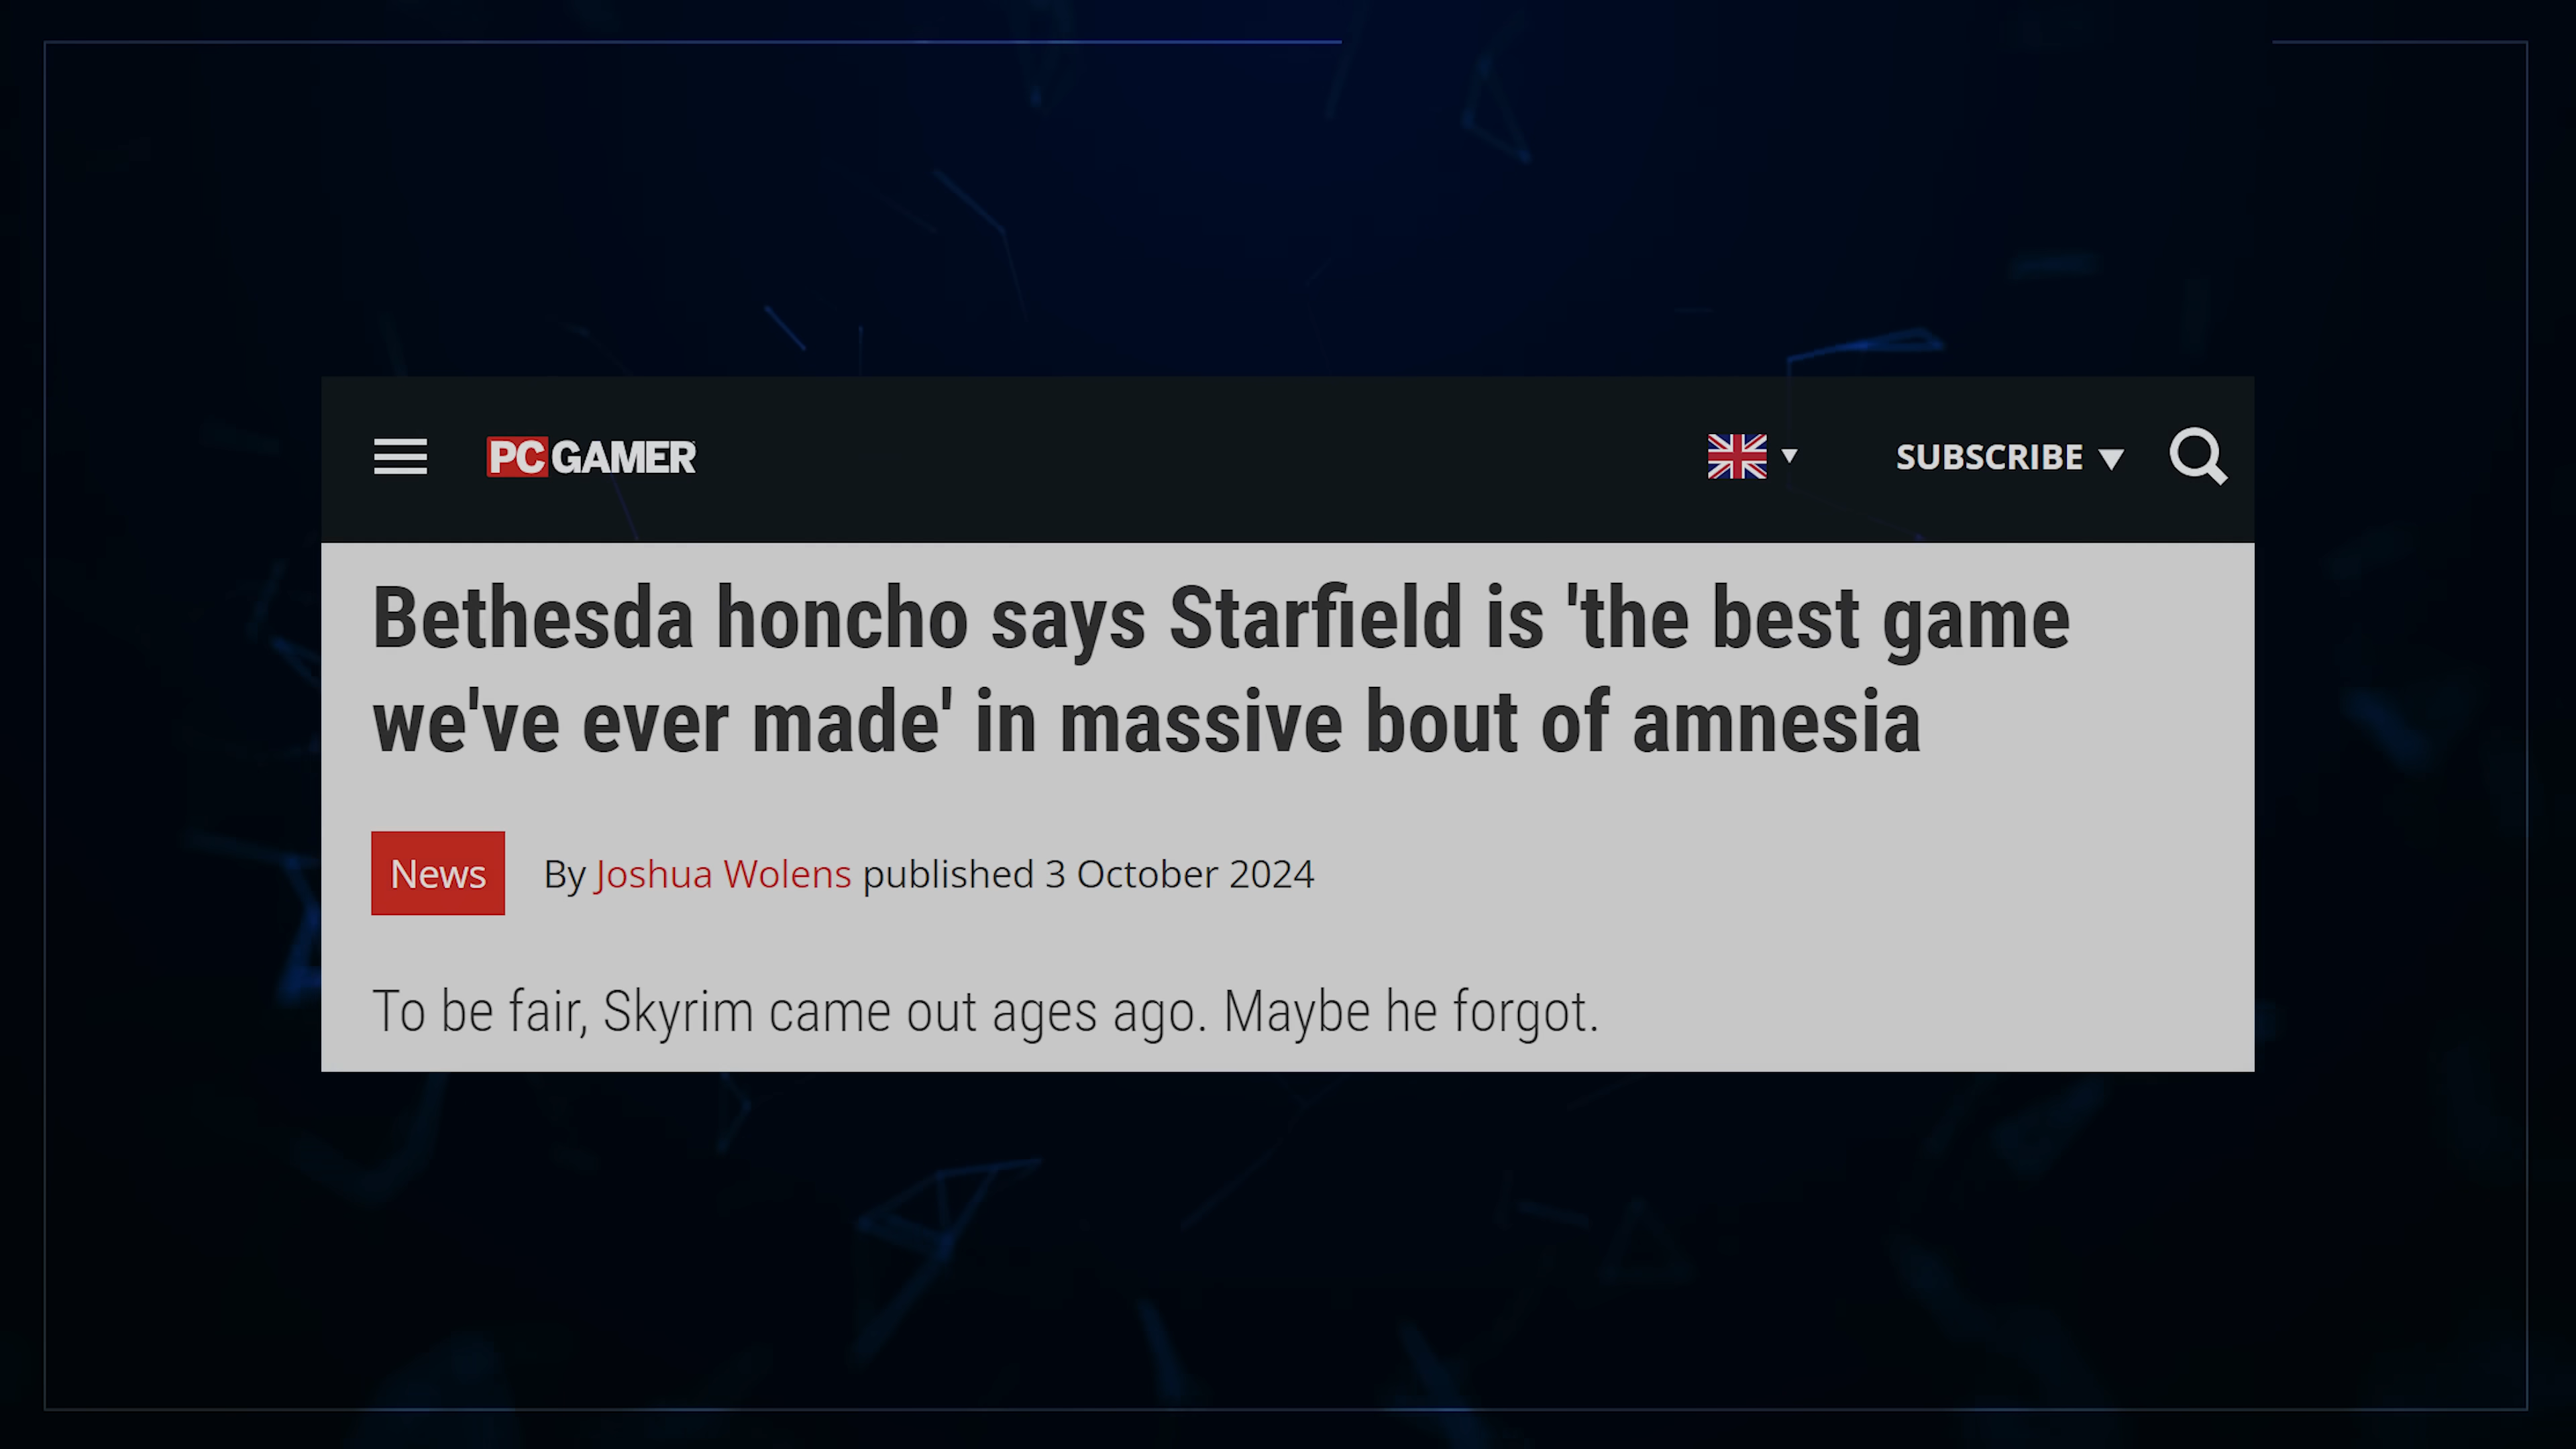 PC GAMER
SUBSCRIBE
Bethesda honcho says Starfield is 'the best game
we've ever made' in massive bout of amnesia
News
By Joshua Wolens published 3 October 2024
To be fair, Skyrim came out ages ago. Maybe he forgot.